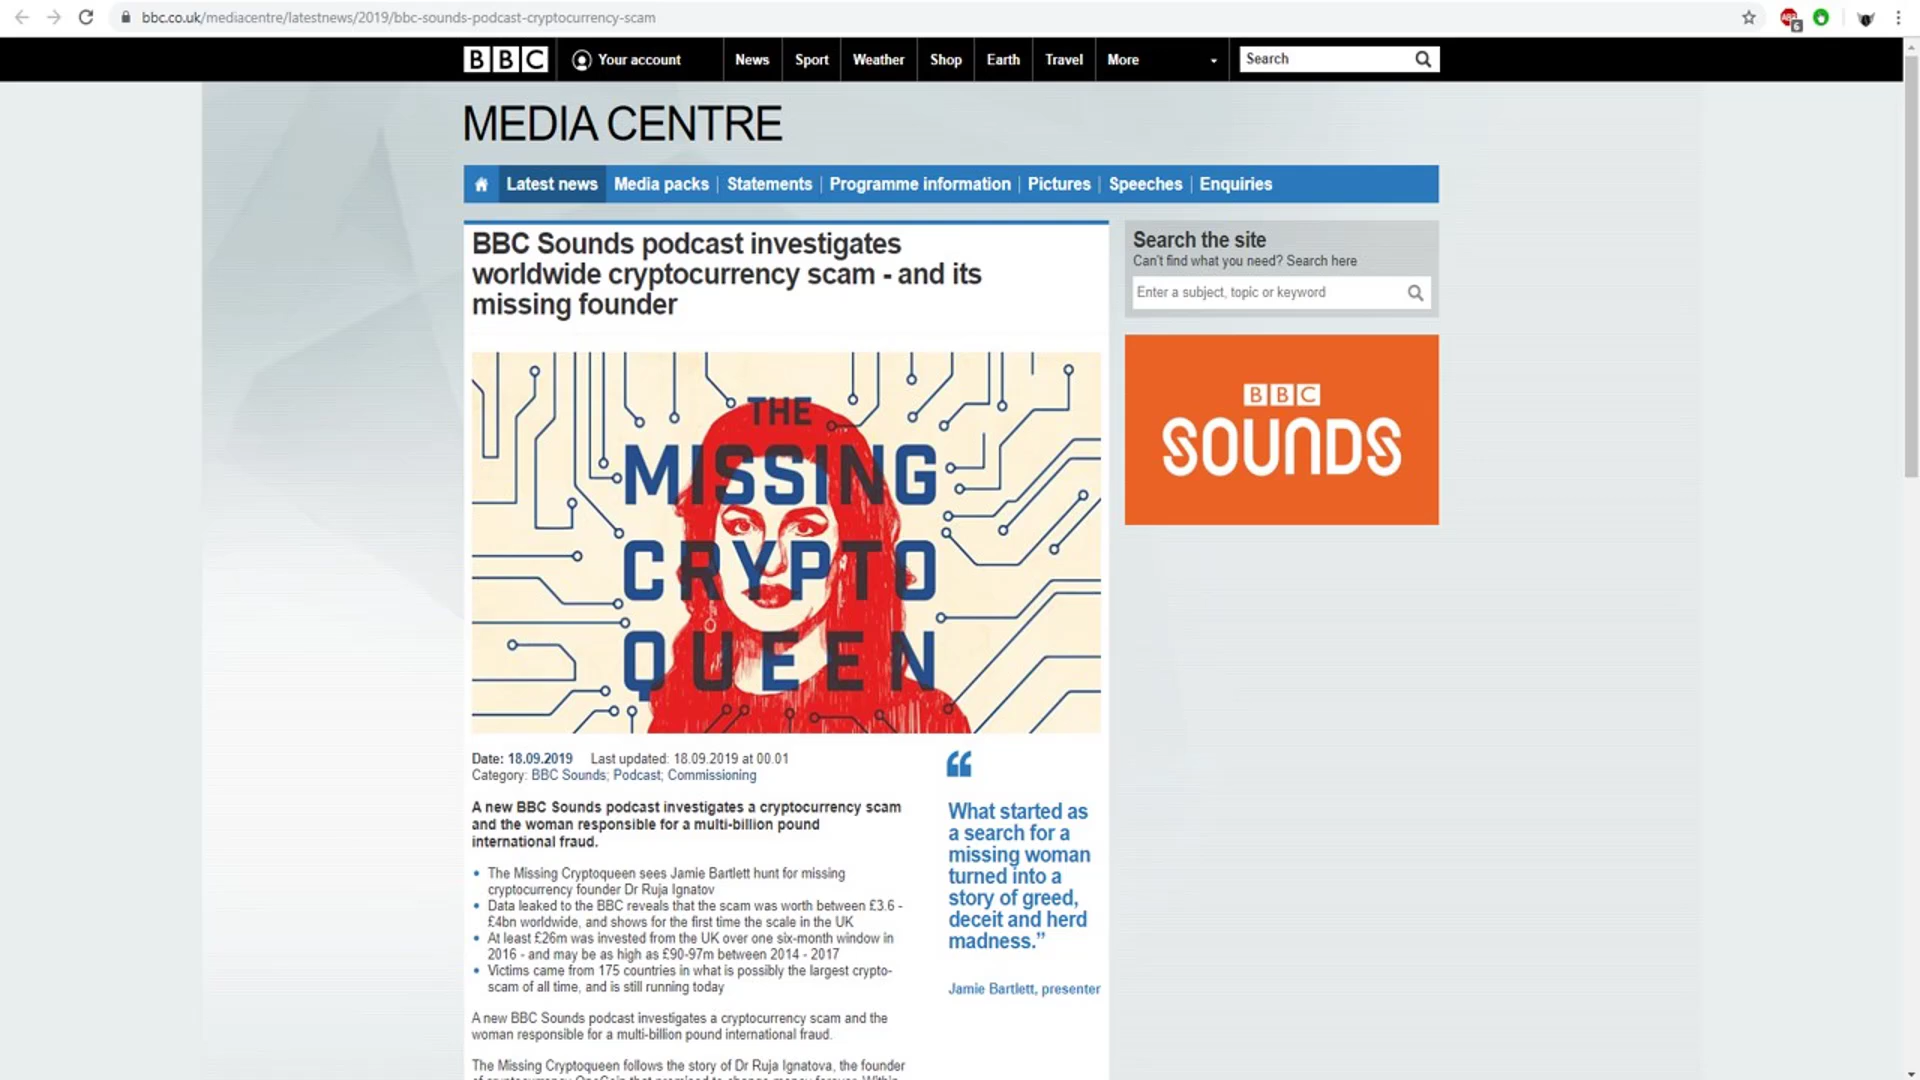 bbc.co.uk/mediacentre/latestnews/2019/bbc-sounds-podcast-cryptocurrency-scam
ABP
6
BBC Your account News Sport Weather Shop Earth Travel More Search
MEDIA CENTRE
Latest news Media packs Statements Programme information Pictures Speeches Enquiries
BBC Sounds podcast investigates
worldwide cryptocurrency scam - and its
missing founder
Search the site
Can't find what you need? Search here
Enter a subject, topic or keyword
BBC
SOUNDS
THE
MISSING
CRYPTO
QUEEN
Date: 18.09.2019 Last updated: 18.09.2019 at 00.01
Category: BBC Sounds; Podcast; Commissioning
A new BBC Sounds podcast investigates a cryptocurrency scam
and the woman responsible for a multi-billion pound
international fraud.
• The Missing Cryptoqueen sees Jamie Bartlett hunt for missing
cryptocurrency founder Dr Ruja Ignatov
• Data leaked to the BBC reveals that the scam was worth between £3.6 -
£4bn worldwide, and shows for the first time the scale in the UK
• At least £26m was invested from the UK over one six-month window in
2016 - and may be as high as £90-97m between 2014 - 2017
• Victims came from 175 countries in what is possibly the largest crypto-
scam of all time, and is still running today
A new BBC Sounds podcast investigates a cryptocurrency scam and the
woman responsible for a multi-billion pound international fraud.
The Missing Cryptoqueen follows the story of Dr Ruja Ignatova, the founder
“
What started as
a search for a
missing woman
turned into a
story of greed,
deceit and herd
madness.”
Jamie Bartlett, presenter